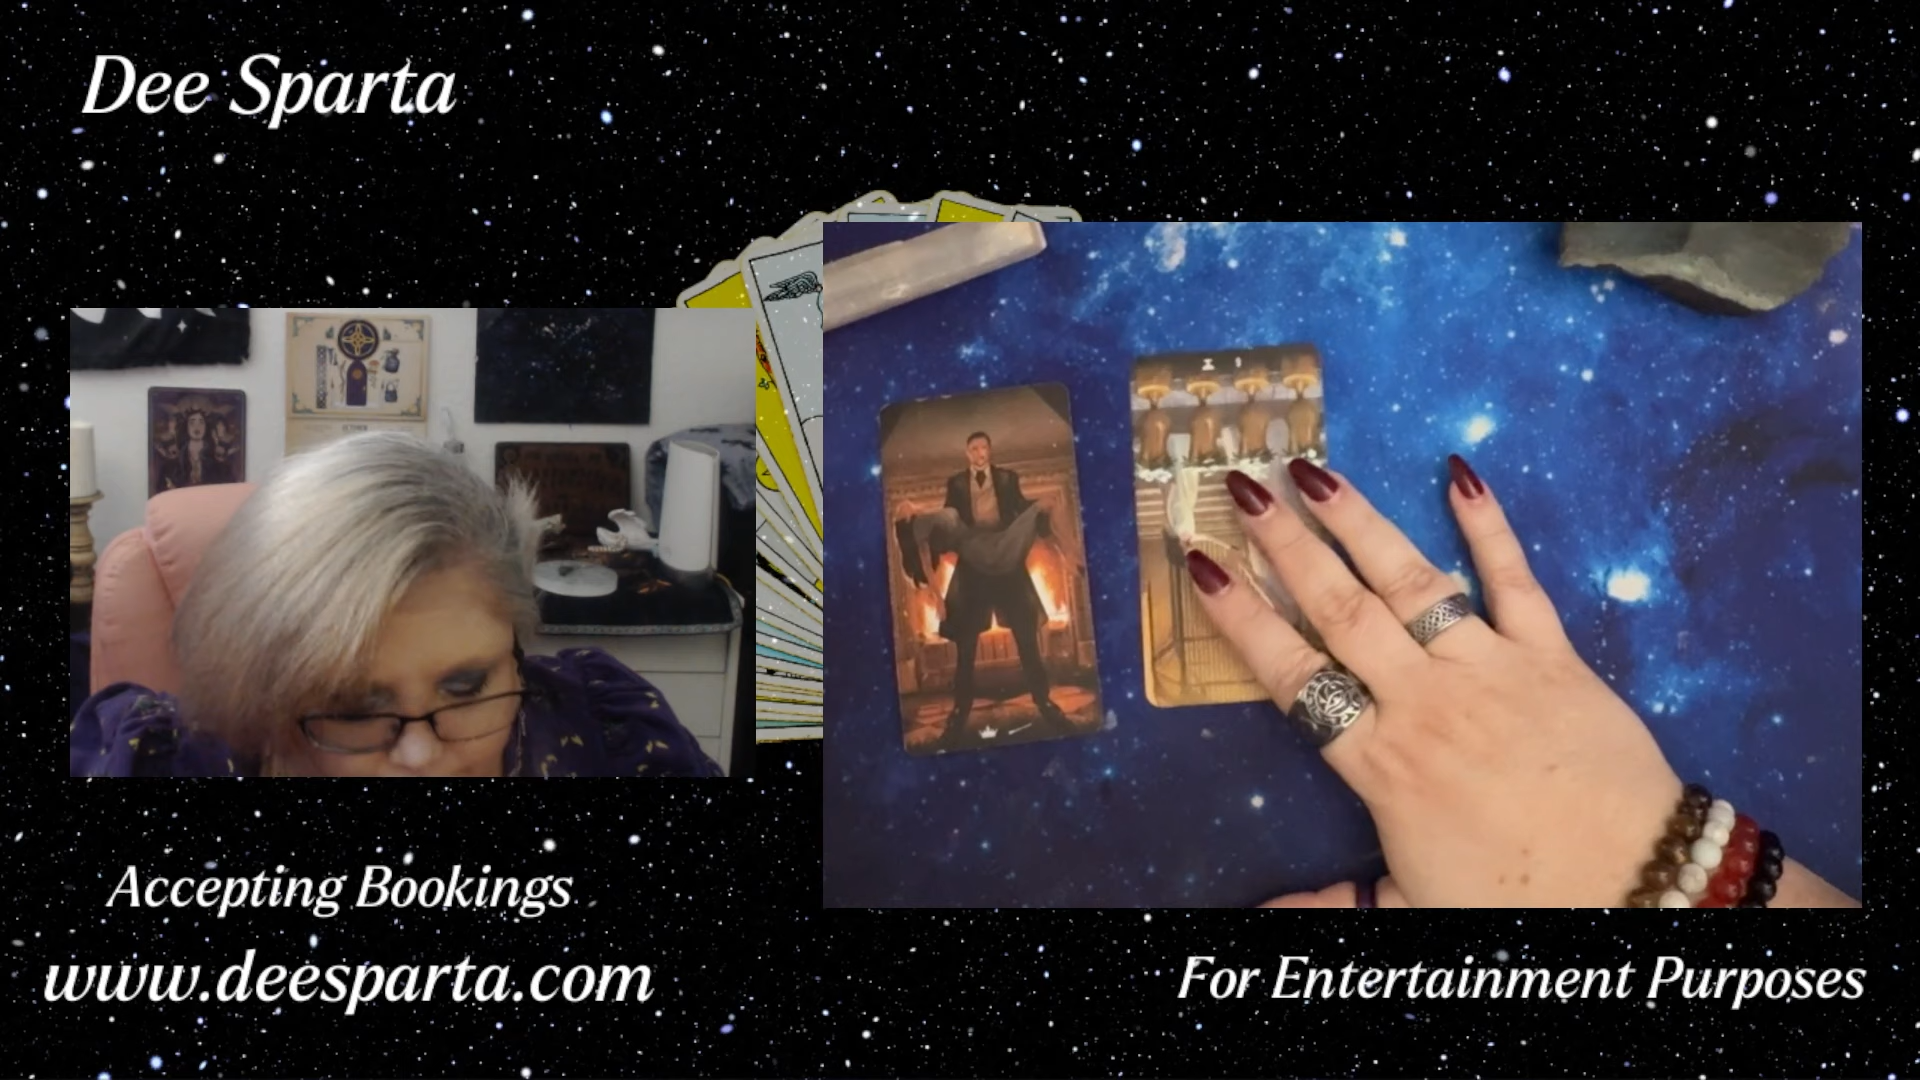 Dee Sparta
Accepting Bookings
www.deesparta.com
For Entertainment Purposes